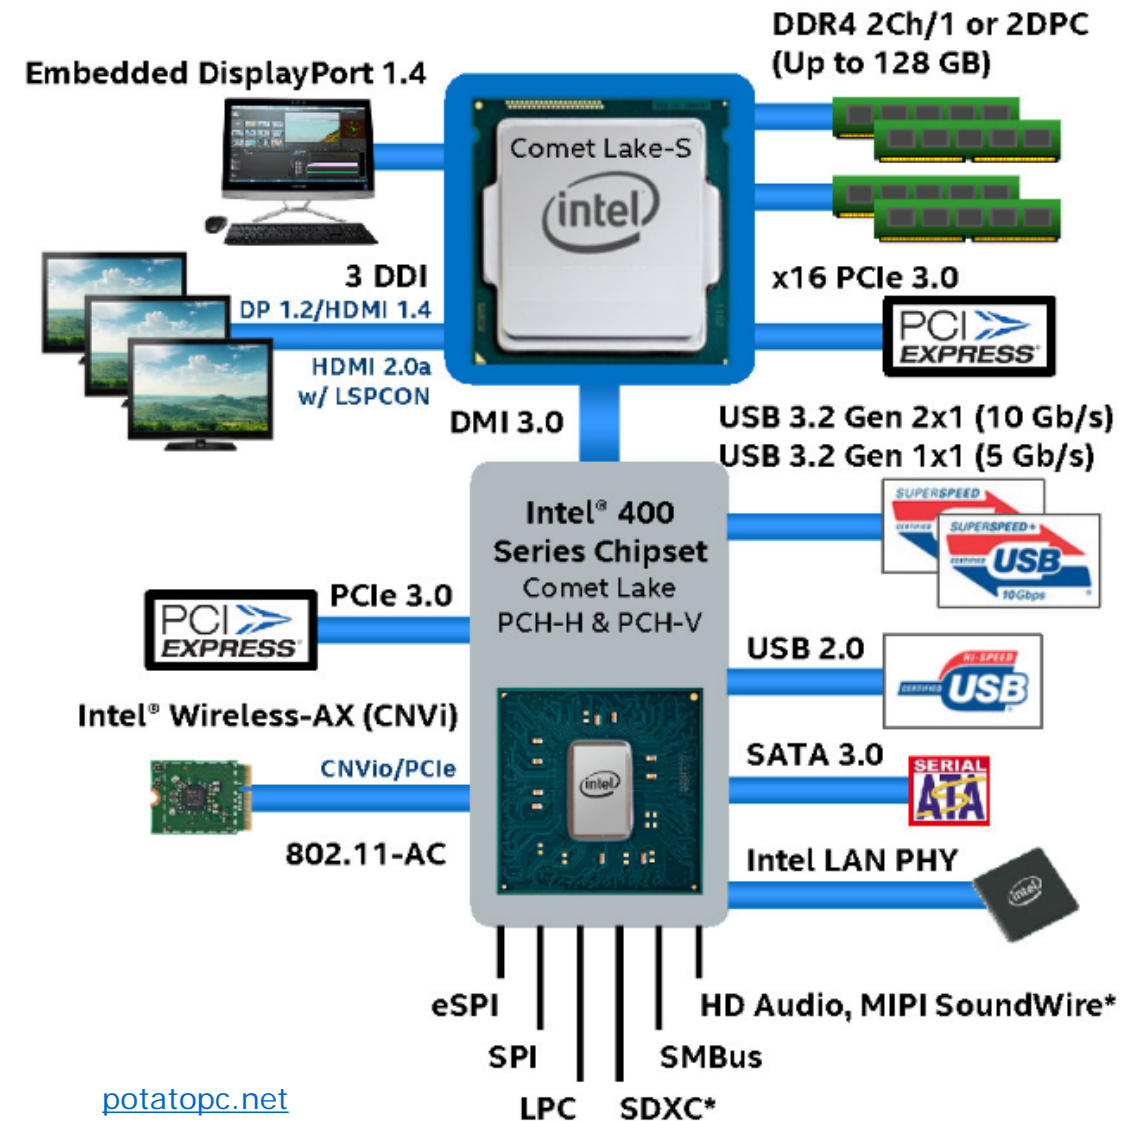 DDR4 2Ch/1 or 2DPC
(Up to 128 GB)
Embedded DisplayPort 1.4
Comet Lake-S
intel
3 DDI
DP 1.2/HDMI 1.4
HDMI 2.0a
w/ LSPCON
x16 PCIe 3.0
PCI
EXPRESS®
DMI 3.0
USB 3.2 Gen 2x1 (10 Gb/s)
USB 3.2 Gen 1x1 (5 Gb/s)
SUPERSPEED
CERTIFIED
SUPERSPEED+
CERTIFIED USB
10Gbps
Intel® 400
Series Chipset
Comet Lake
PCH-H & PCH-V
intel
PCIe 3.0
PCI
EXPRESS®
USB 2.0
HI-SPEED
CERTIFIED USB
Intel® Wireless-AX (CNVi)
CNVio/PCIe
802.11-AC
SATA 3.0
SERIAL
ATA
Intel LAN PHY
intel
eSPI
SPI
LPC
SDXC*
SMBus
HD Audio, MIPI SoundWire*
potatopc.net